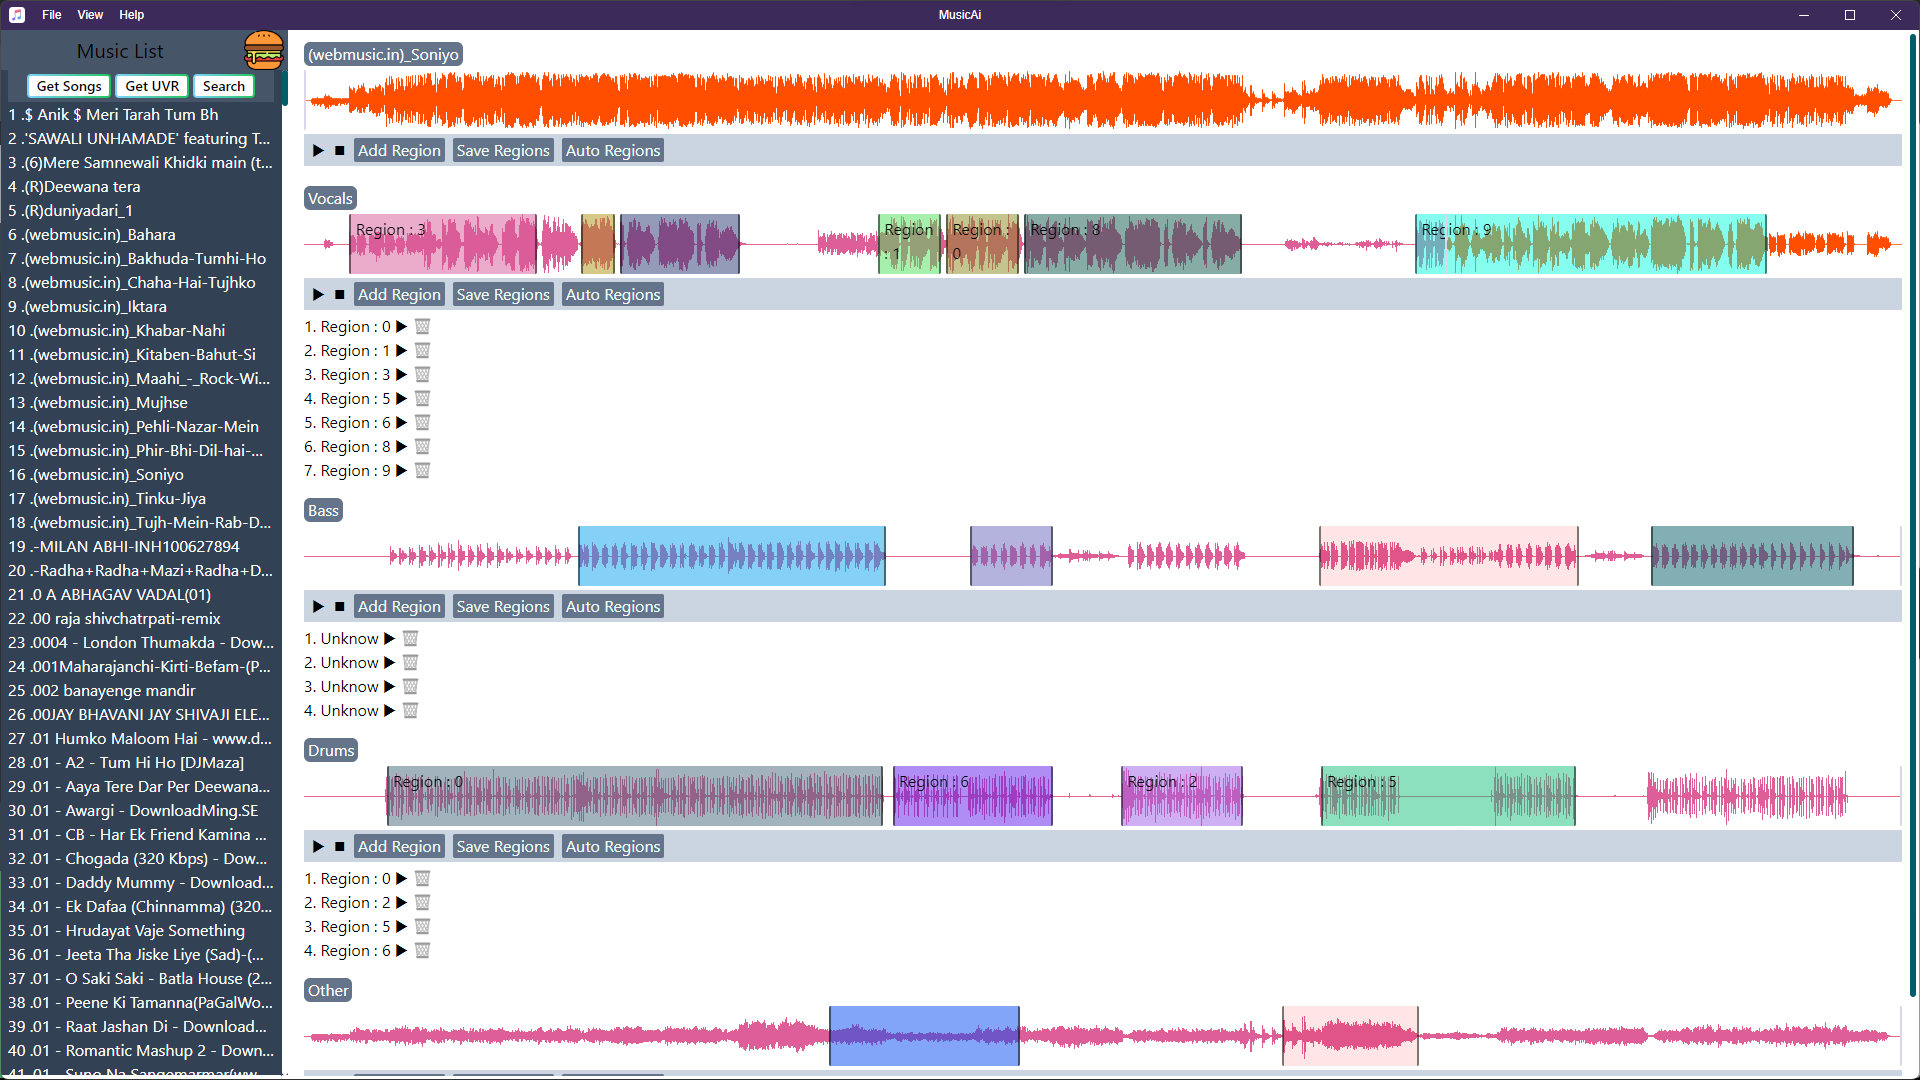 File View Help
MusicAi
Music List
Get Songs Get UVR Search
1 .$ Anik $ Meri Tarah Tum Bh
2 .'SAWALI UNHAMADE' featuring T...
3 .(6)Mere Samnewali Khidki main (t...
4 .(R)Deewana tera
5 .(R)duniyadari_1
6 .(webmusic.in)_Bahara
7 .(webmusic.in)_Bakhuda-Tumhi-Ho
8 .(webmusic.in)_Chaha-Hai-Tujhko
9 .(webmusic.in)_Iktara
10 .(webmusic.in)_Khabar-Nahi
11 .(webmusic.in)_Kitaben-Bahut-Si
12 .(webmusic.in)_Maahi_-_Rock-Wi...
13 .(webmusic.in)_Mujhse
14 .(webmusic.in)_Pehli-Nazar-Mein
15 .(webmusic.in)_Phir-Bhi-Dil-hai-...
16 .(webmusic.in)_Soniyo
17 .(webmusic.in)_Tinku-Jiya
18 .(webmusic.in)_Tujh-Mein-Rab-D...
19 .-MILAN ABHI-INH100627894
20 .-Radha+Radha+Mazi+Radha+D...
21 .0 A ABHAGAV VADAL(01)
22 .00 raja shivchatrpati-remix
23 .0004 - London Thumakda - Dow...
24 .001Maharajanchi-Kirti-Befam-(P...
25 .002 banayenge mandir
26 .00JAY BHAVANI JAY SHIVAJI ELE...
27 .01 Humko Maloom Hai - www.d...
28 .01 - A2 - Tum Hi Ho [DJMaza]
29 .01 - Aaya Tere Dar Per Deewana...
30 .01 - Awargi - DownloadMing.SE
31 .01 - CB - Har Ek Friend Kamina ...
32 .01 - Chogada (320 Kbps) - Dow...
33 .01 - Daddy Mummy - Download...
34 .01 - Ek Dafaa (Chinnamma) (320...
35 .01 - Hrudayat Vaje Something
36 .01 - Jeeta Tha Jiske Liye (Sad)-(...
37 .01 - O Saki Saki - Batla House (2...
38 .01 - Peene Ki Tamanna(PaGalWo...
39 .01 - Raat Jashan Di - Download...
40 .01 - Romantic Mashup 2 - Down...
41 .01 - Suno Na Sangemarmar(ww...
(webmusic.in)_Soniyo
Add Region Save Regions Auto Regions
Vocals
Region : 3
Region : 1
Region : 0
Region : 8
Region : 9
Add Region Save Regions Auto Regions
1. Region : 0
2. Region : 1
3. Region : 3
4. Region : 5
5. Region : 6
6. Region : 8
7. Region : 9
Bass
Add Region Save Regions Auto Regions
1. Unknow
2. Unknow
3. Unknow
4. Unknow
Drums
Region : 0
Region : 6
Region : 2
Region : 5
Add Region Save Regions Auto Regions
1. Region : 0
2. Region : 2
3. Region : 5
4. Region : 6
Other